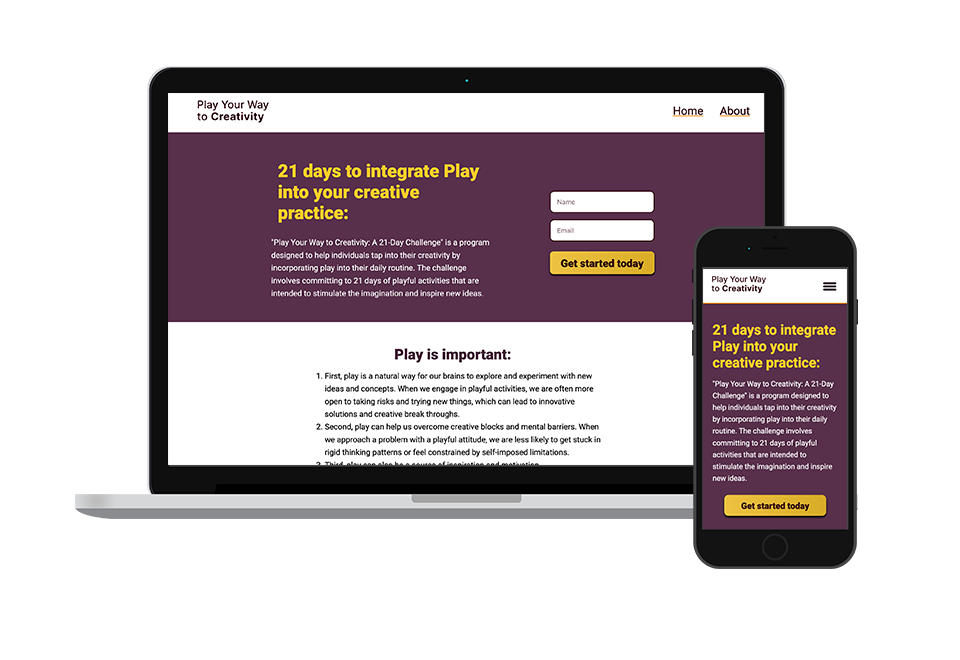 Play Your Way
to Creativity
Home About
21 days to integrate Play
into your creative
practice:
"Play Your Way to Creativity: A 21-Day Challenge" is a program
designed to help individuals tap into their creativity by
incorporating play into their daily routine. The challenge
involves committing to 21 days of playful activities that are
intended to stimulate the imagination and inspire new ideas.
Name
Email
Get started today
Play is important:
1. First, play is a natural way for our brains to explore and experiment with new
ideas and concepts. When we engage in playful activities, we are often more
open to taking risks and trying new things, which can lead to innovative
solutions and creative break throughs.
2. Second, play can help us overcome creative blocks and mental barriers. When
we approach a problem with a playful attitude, we are less likely to get stuck in
rigid thinking patterns or feel constrained by self-imposed limitations.
3. Third, play can also be a source of inspiration and motivation.
Play Your Way
to Creativity
21 days to integrate
Play into your
creative practice:
"Play Your Way to Creativity: A 21-Day
Challenge" is a program designed to
help individuals tap into their creativity
by incorporating play into their daily
routine. The challenge involves
committing to 21 days of playful
activities that are intended to
stimulate the imagination and inspire
new ideas.
Get started today